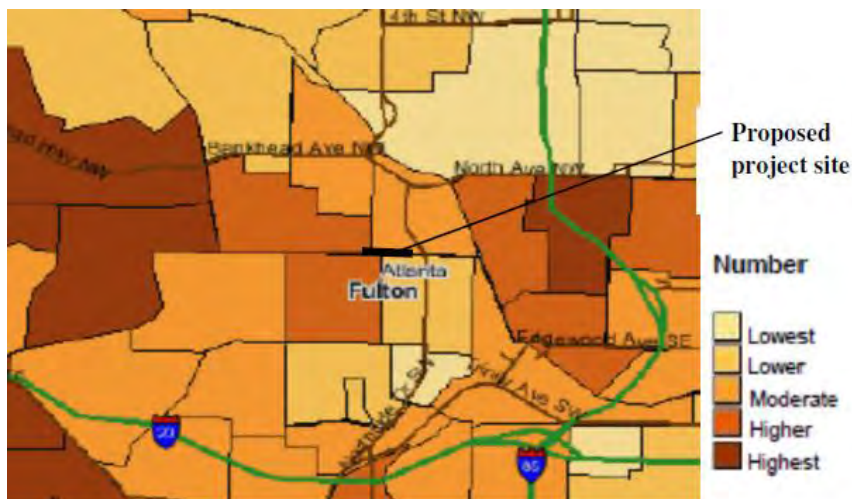 4th St NW
Bankhead Ave NW
North Ave NW
Proposed
project site
Atlanta
Fulton
Number
Lowest
Lower
Moderate
Higher
Highest
Edgewood Ave SE
20
85